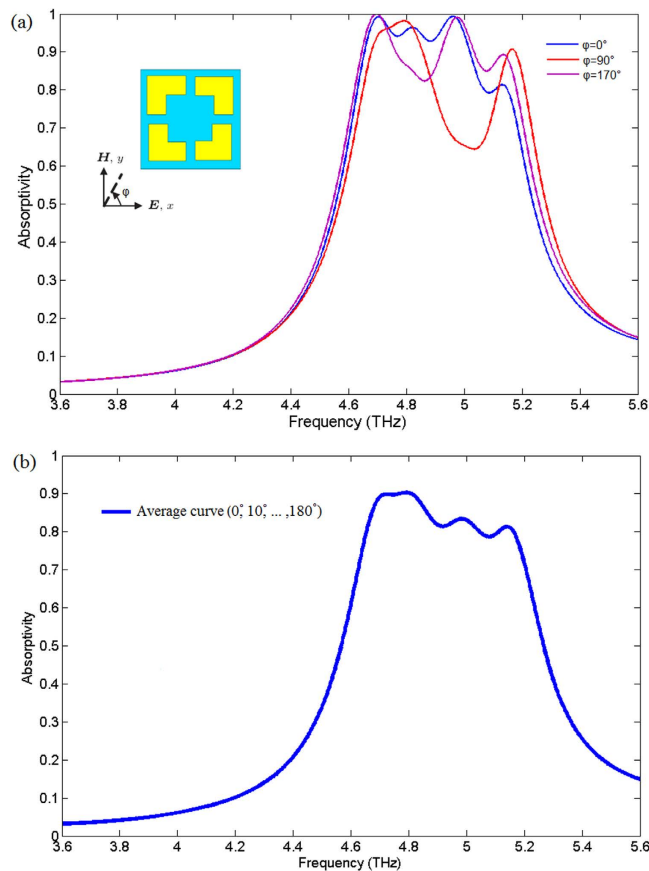 (a)
1
0.9
0.8
0.7
0.6
0.5
0.4
0.3
0.2
0.1
0
Absorptivity
φ=0°
φ=90°
φ=170°
H, y
φ
E, x
3.6 3.8 4 4.2 4.4 4.6 4.8 5 5.2 5.4 5.6
Frequency (THz)
(b)
1
0.9
0.8
0.7
0.6
0.5
0.4
0.3
0.2
0.1
0
Absorptivity
Average curve (0°, 10°, ... ,180°)
3.6 3.8 4 4.2 4.4 4.6 4.8 5 5.2 5.4 5.6
Frequency (THz)